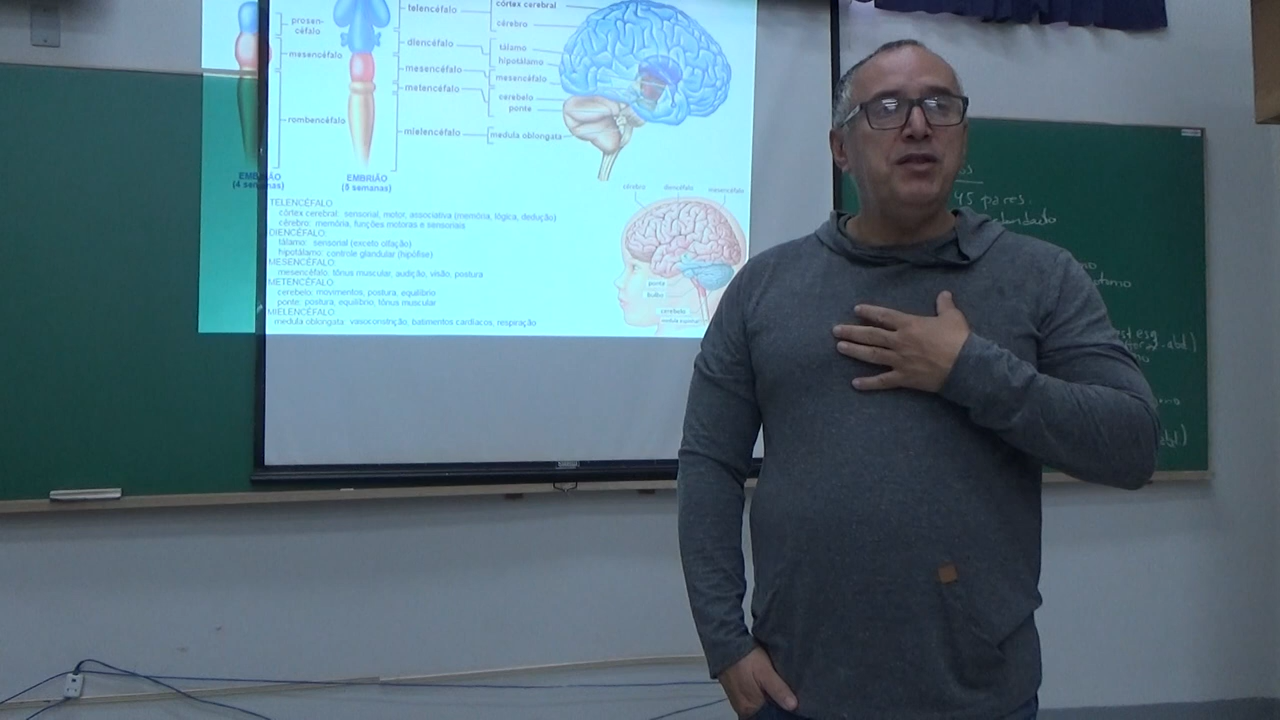 prosen-
céfalo
mesencéfalo
rombencéfalo
EMBRIÃO
(4 semanas)
telencéfalo
diencéfalo
mesencéfalo
metencéfalo
mielencéfalo
EMBRIÃO
(5 semanas)
córtex cerebral
cérebro
tálamo
hipotálamo
mesencéfalo
cerebelo
ponte
medula oblongata
TELENCÉFALO
córtex cerebral: sensorial, motor, associativa (memória, lógica, dedução)
cérebro: memória, funções motoras e sensoriais
DIENCÉFALO
tálamo: sensorial (exceto olfação)
hipotálamo: controle glandular (hipófise)
MESENCÉFALO
mesencéfalo: tônus muscular, audição, visão, postura
METENCÉFALO
cerebelo: movimentos, postura, equilíbrio
ponte: postura, equilíbrio, tônus muscular
MIELENCÉFALO
medula oblongata: vasoconstrição, batimentos cardíacos, respiração
cérebro diencéfalo mesencéfalo
ponte
bulbo
cerebelo
medula espinhal
45 pares